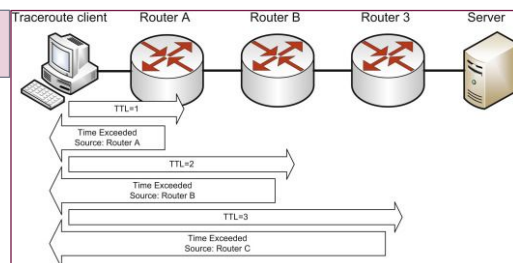 Traceroute client Router A Router B Router 3 Server
TTL=1
Time Exceeded
Source: Router A
TTL=2
Time Exceeded
Source: Router B
TTL=3
Time Exceeded
Source: Router C